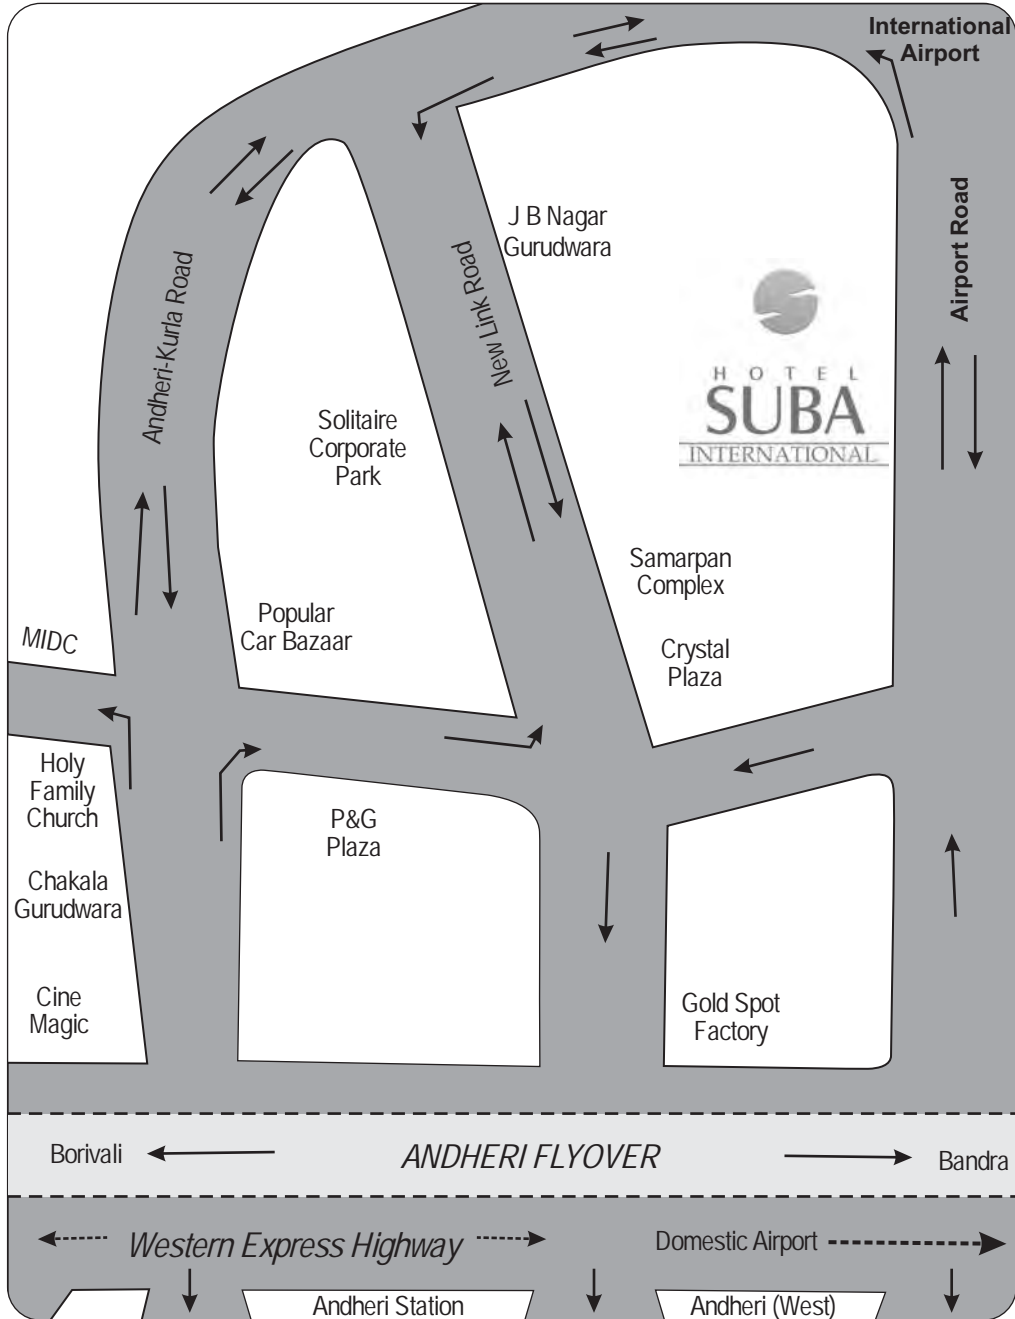 International
Airport
Airport Road
J B Nagar
Gurudwara
New Link Road
Andheri-Kurla Road
HOTEL
SUBA
INTERNATIONAL
Solitaire
Corporate
Park
Samarpan
Complex
Popular
Car Bazaar
MIDC
Crystal
Plaza
Holy
Family
Church
P&G
Plaza
Chakala
Gurudwara
Cine
Magic
Gold Spot
Factory
Borivali
ANDHERI FLYOVER
Bandra
Western Express Highway
Domestic Airport
Andheri Station
Andheri (West)